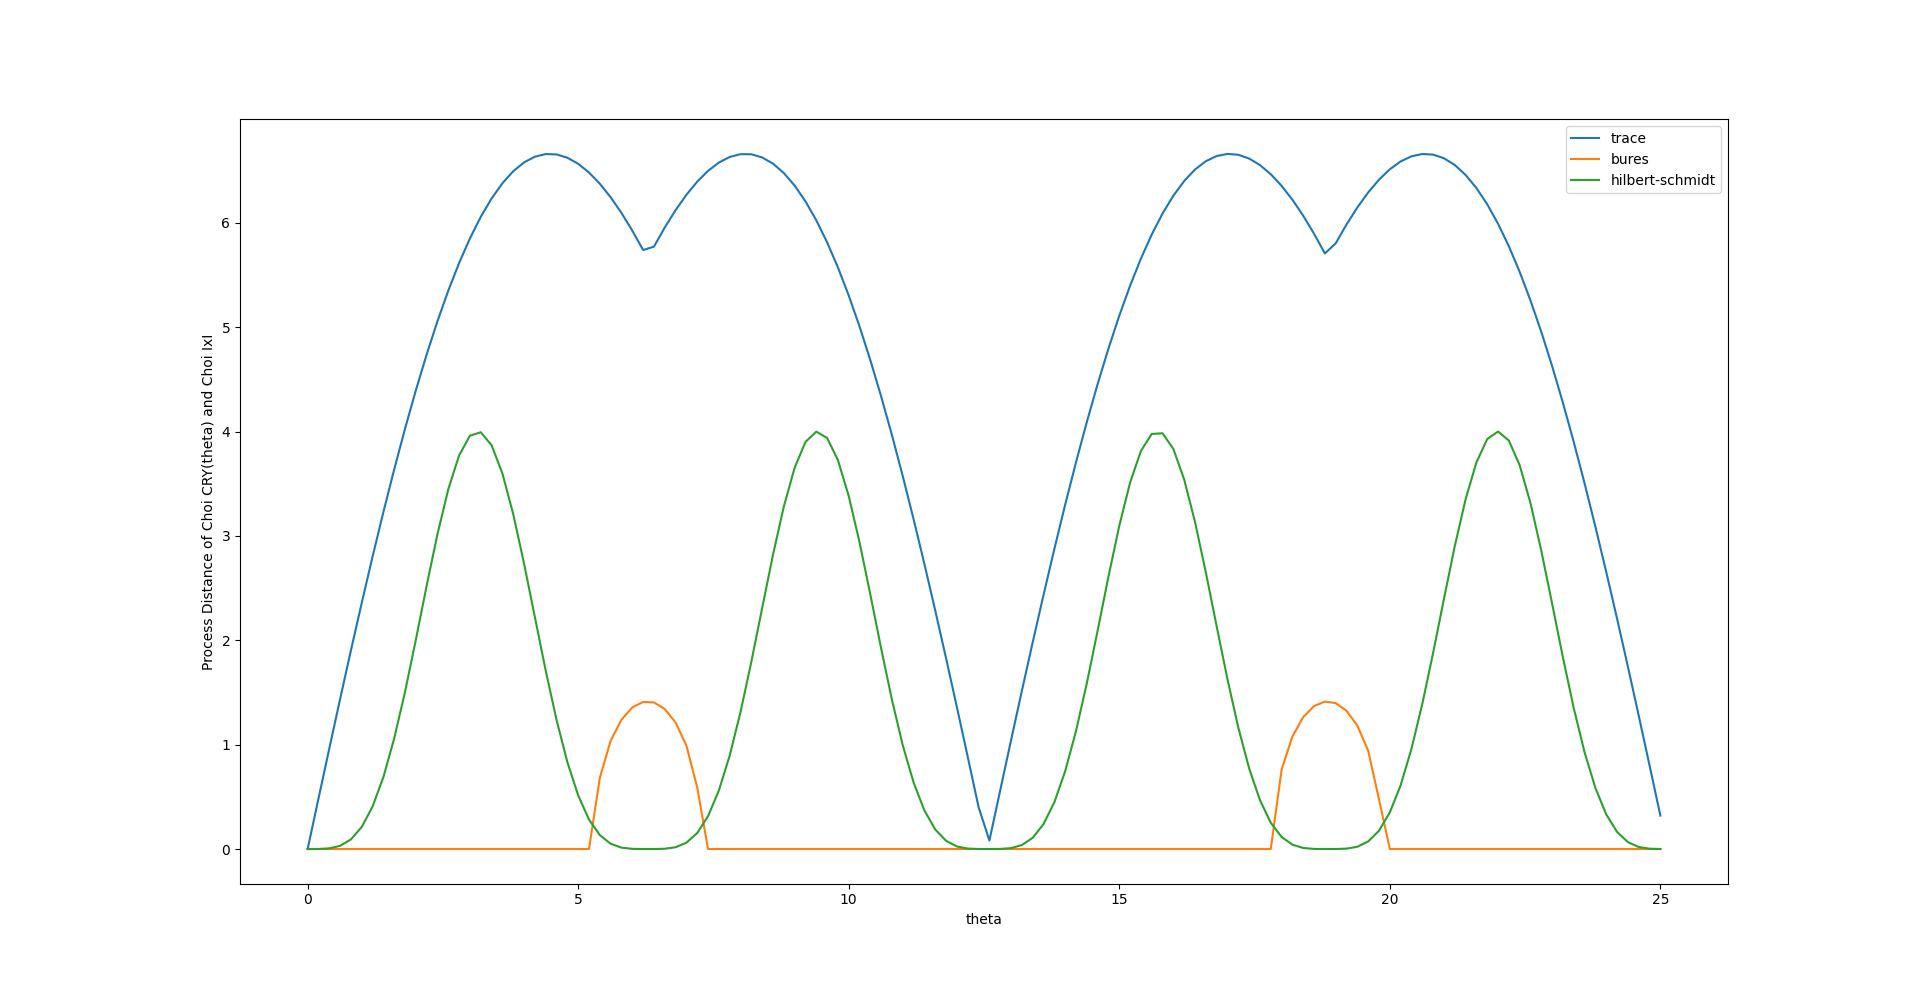 trace
bures
hilbert-schmidt
Process Distance of Choi CRY(theta) and Choi IxI
6
5
4
3
2
1
0
0 5 10 15 20 25
theta